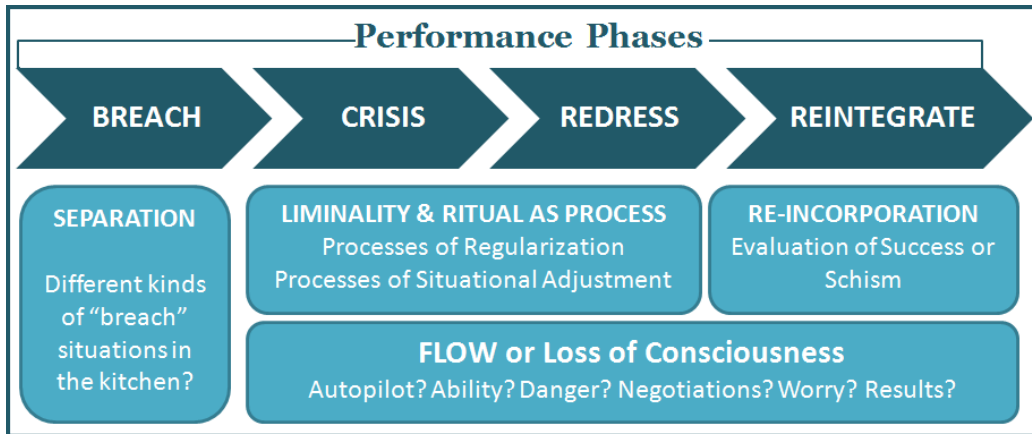 Performance Phases
BREACH
CRISIS
REDRESS
REINTEGRATE
SEPARATION
Different kinds
of “breach”
situations in
the kitchen?
LIMINALITY & RITUAL AS PROCESS
Processes of Regularization
Processes of Situational Adjustment
RE-INCORPORATION
Evaluation of Success or
Schism
FLOW or Loss of Consciousness
Autopilot? Ability? Danger? Negotiations? Worry? Results?